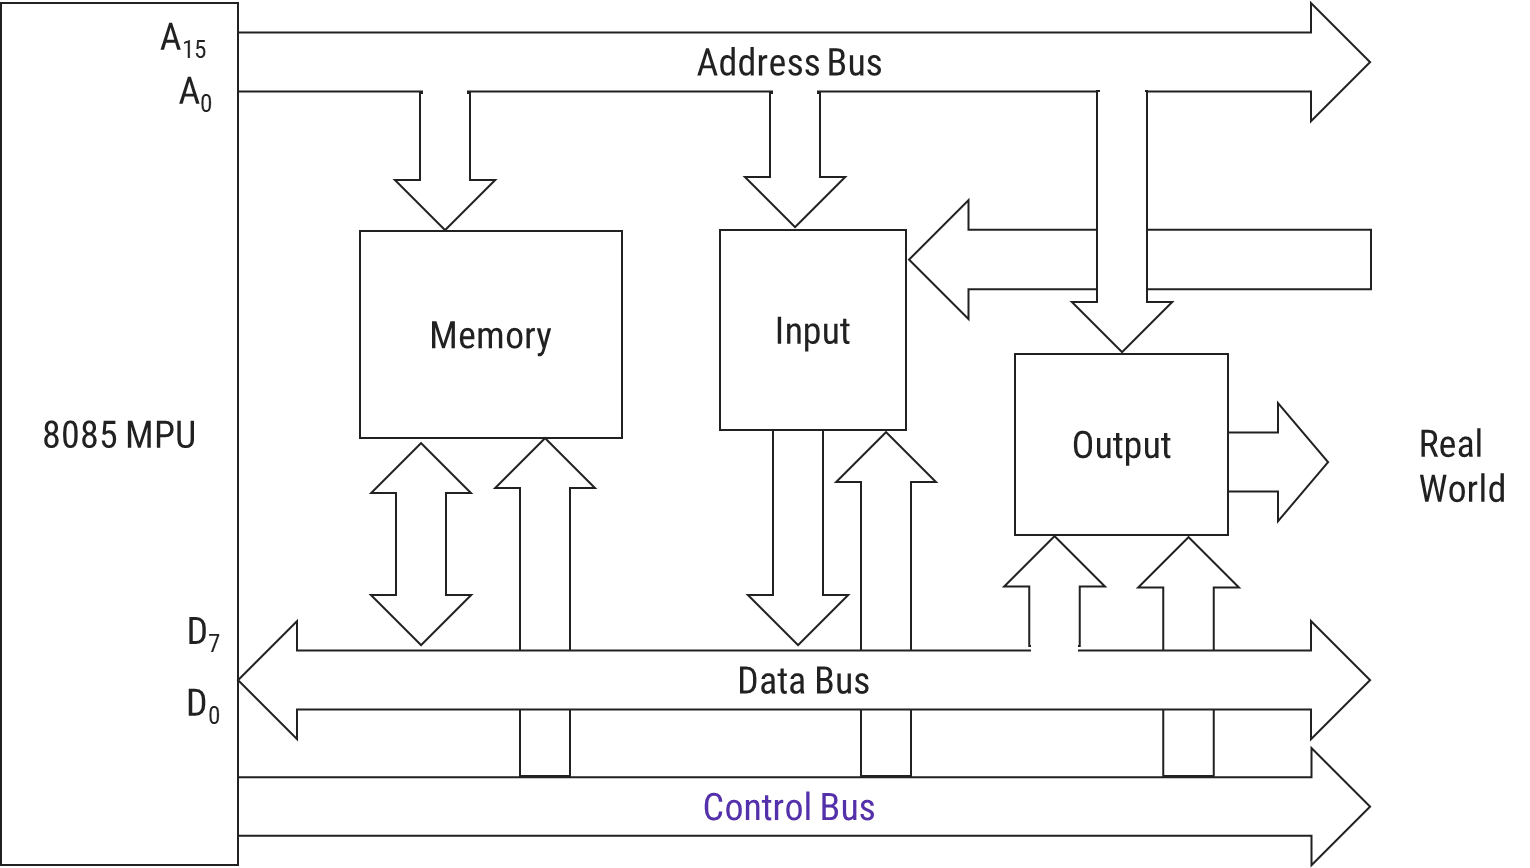 A₁₅
Address Bus
A₀
Memory
Input
8085 MPU
Output
Real
World
D₇
Data Bus
D₀
Control Bus